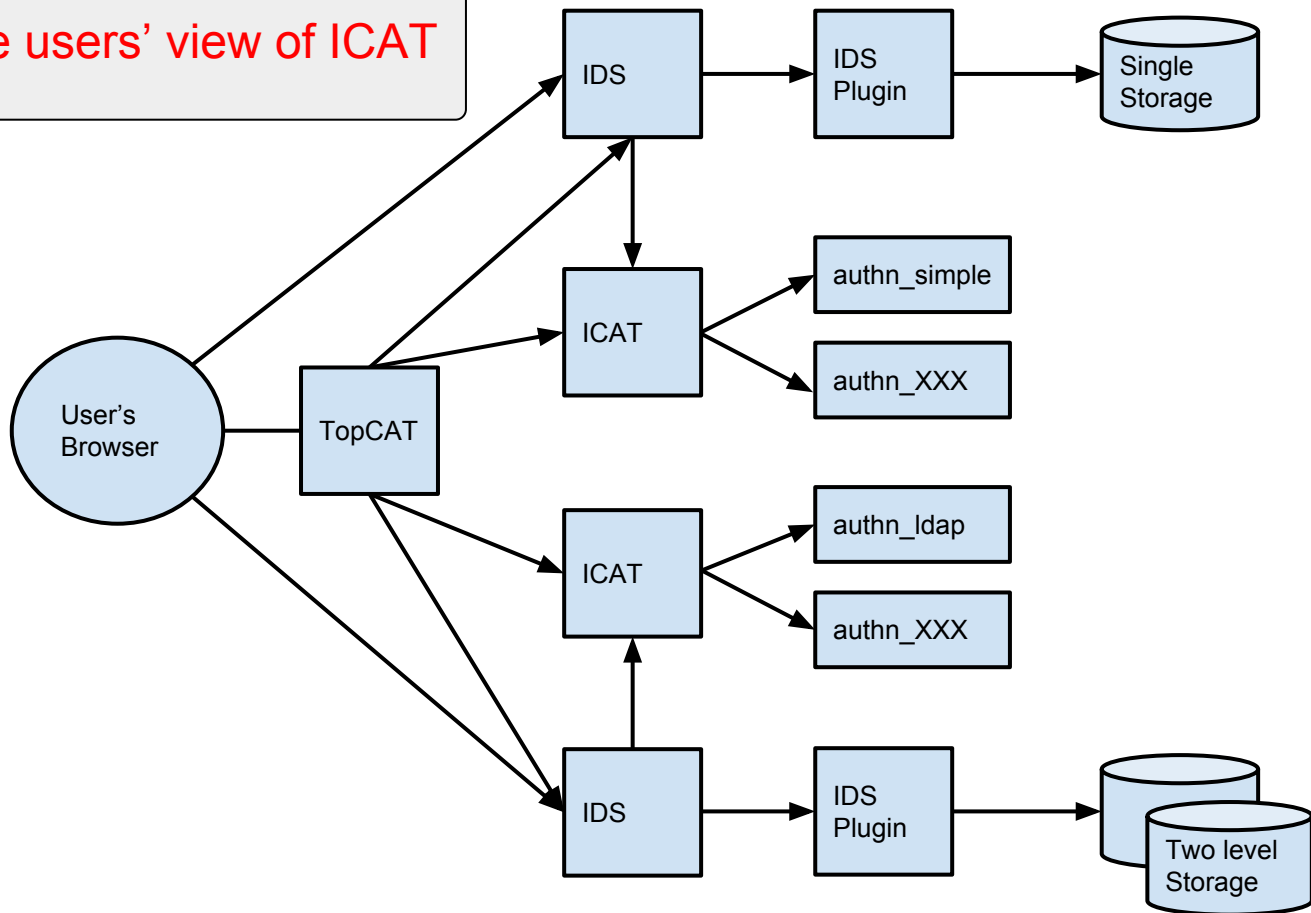 e users’ view of ICAT
IDS
IDS
Plugin
Single
Storage
authn_simple
ICAT
authn_XXX
User's
Browser
TopCAT
authn_ldap
ICAT
authn_XXX
IDS
IDS
Plugin
Two level
Storage